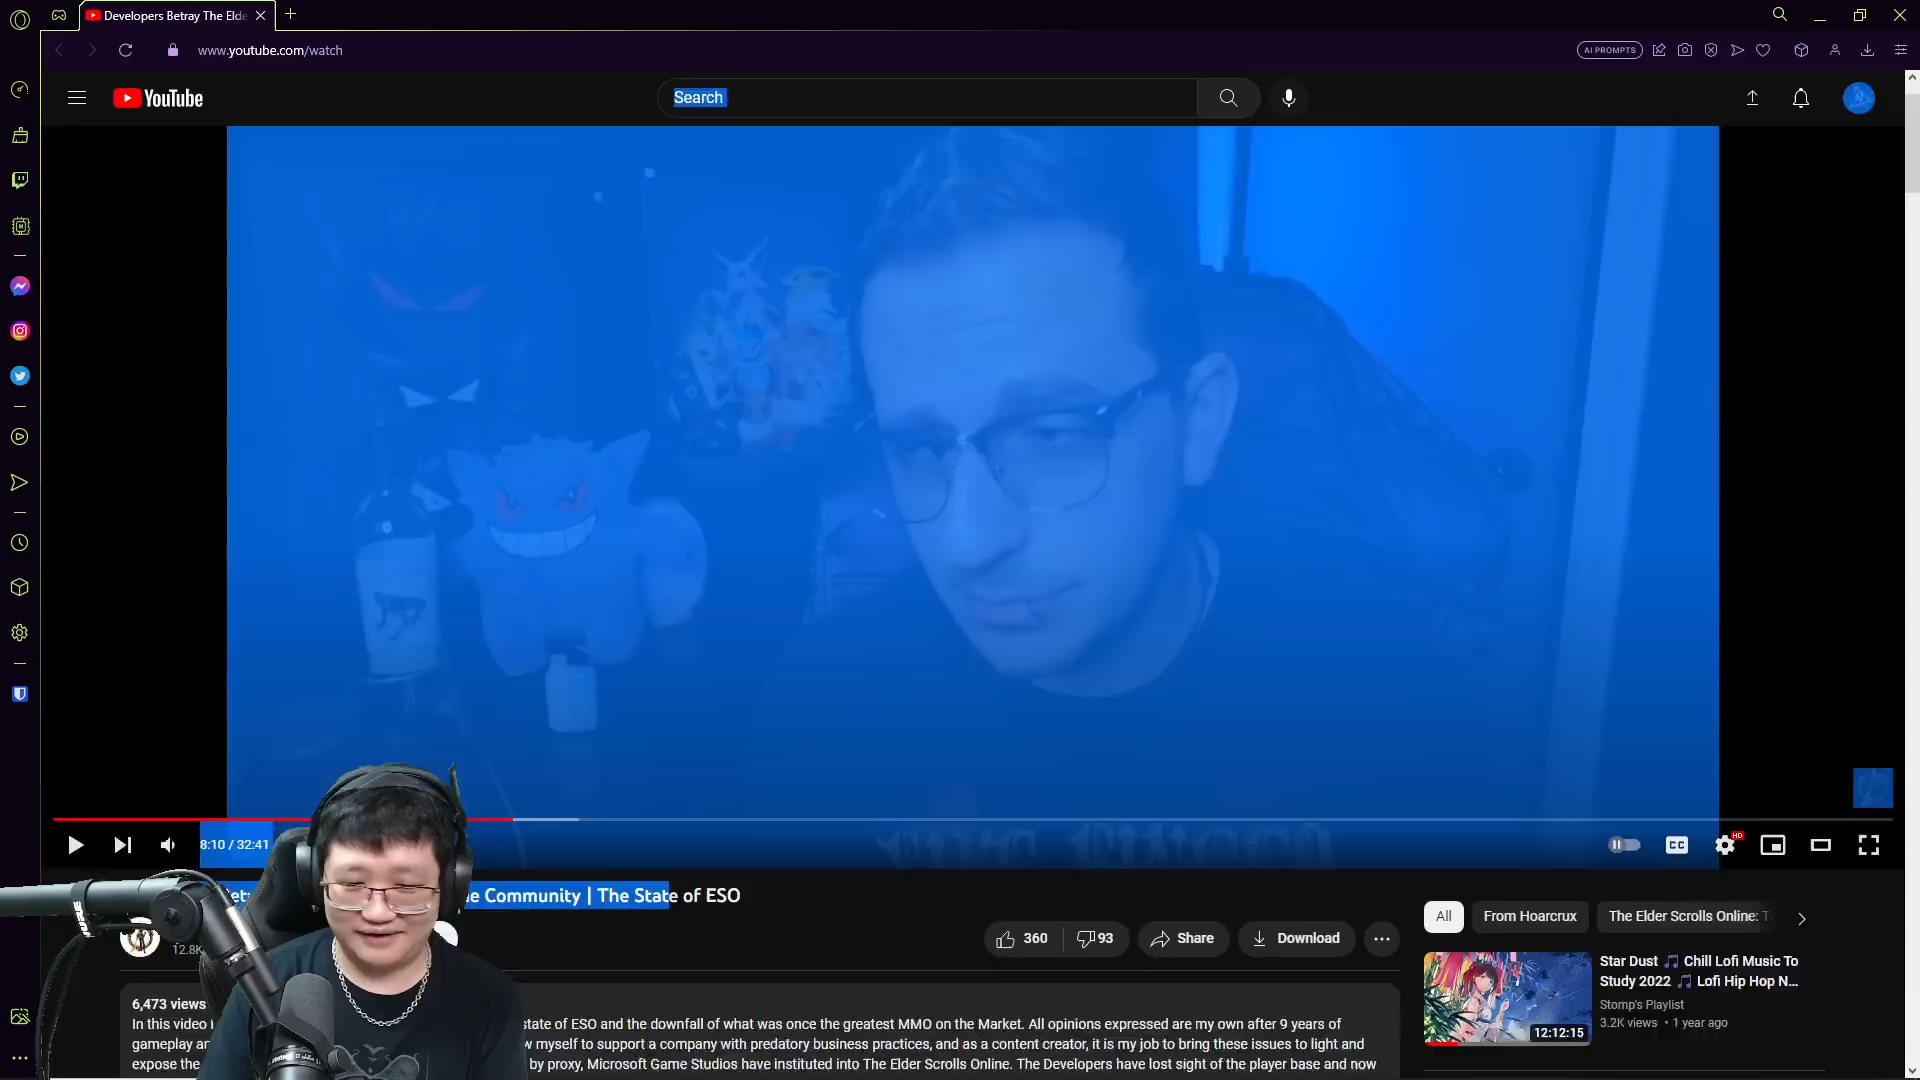 Developers Betray The Elde
www.youtube.com/watch
AI PROMPTS
YouTube
Search
8:10 / 32:41
HD
CC
e Community | The State of ESO
12.8K
360
93
Share
Download
All
From Hoarcrux
The Elder Scrolls Online: T
6,473 views
In this video
state of ESO and the downfall of what was once the greatest MMO on the Market. All opinions expressed are my own after 9 years of
gameplay an
w myself to support a company with predatory business practices, and as a content creator, it is my job to bring these issues to light and
expose the
by proxy, Microsoft Game Studios have instituted into The Elder Scrolls Online. The Developers have lost sight of the player base and now
Star Dust 🎵 Chill Lofi Music To
Study 2022 🎵 Lofi Hip Hop N...
Stomp's Playlist
3.2K views • 1 year ago
12:12:15